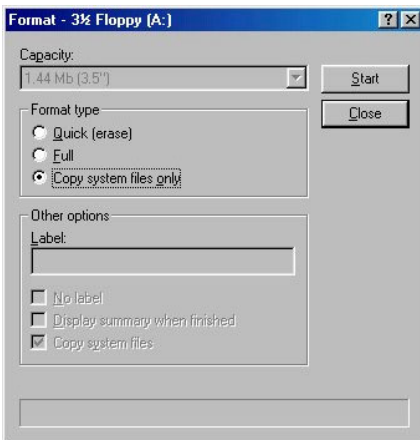 Format - 3½ Floppy (A:)
Capacity:
1.44 Mb (3.5")
Start
Close
Format type
Quick (erase)
Full
Copy system files only
Other options
Label:
No label
Display summary when finished
Copy system files